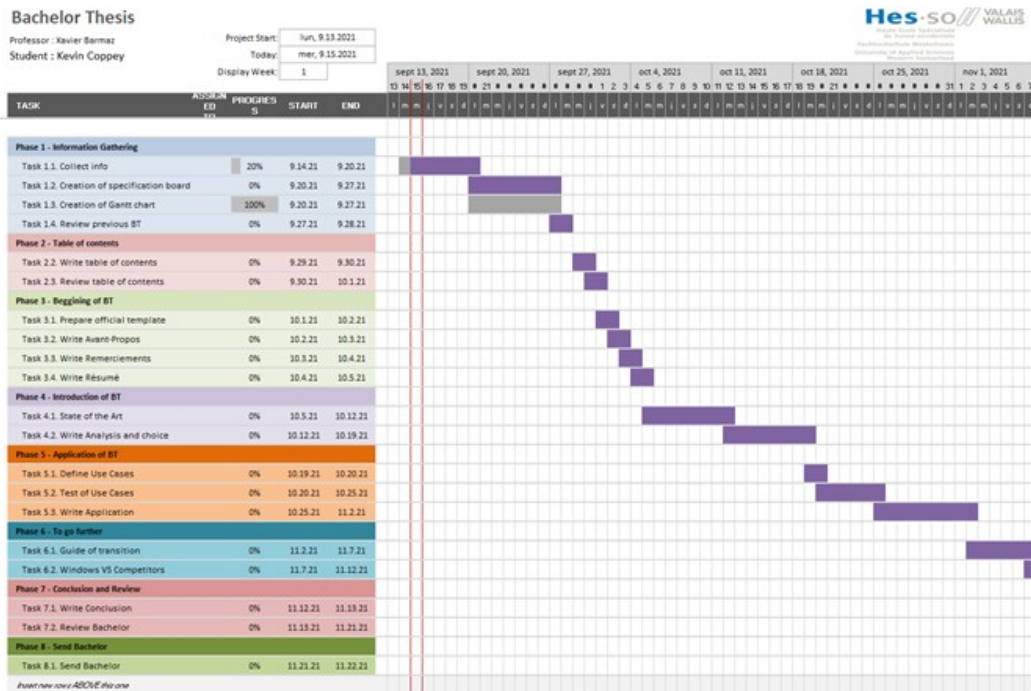 Bachelor Thesis
Professor : Xavier Barmaz
Student : Kevin Coppey
Project Start: lun, 9.13.2021
Today: mer, 9.15.2021
Display Week: 1
Hes·so// VALAIS WALLIS
Haute Ecole Spécialisée
de Suisse occidentale
Fachhochschule Westschweiz
University of Applied Sciences
Western Switzerland
sept 13, 2021 sept 20, 2021 sept 27, 2021 oct 4, 2021 oct 11, 2021 oct 18, 2021 oct 25, 2021 nov 1, 2021
TASK ASSIGNED TO PROGRESS START END
Phase 1 - Information Gathering
Task 1.1. Collect info 20% 9.14.21 9.20.21
Task 1.2. Creation of specification board 0% 9.20.21 9.27.21
Task 1.3. Creation of Gantt chart 100% 9.20.21 9.27.21
Task 1.4. Review previous BT 0% 9.27.21 9.28.21
Phase 2 - Table of contents
Task 2.2. Write table of contents 0% 9.29.21 9.30.21
Task 2.3. Review table of contents 0% 9.30.21 10.1.21
Phase 3 - Beggining of BT
Task 3.1. Prepare official template 0% 10.1.21 10.2.21
Task 3.2. Write Avant-Propos 0% 10.2.21 10.3.21
Task 3.3. Write Remerciements 0% 10.3.21 10.4.21
Task 3.4. Write Résumé 0% 10.4.21 10.5.21
Phase 4 - Introduction of BT
Task 4.1. State of the Art 0% 10.5.21 10.12.21
Task 4.2. Write Analysis and choice 0% 10.12.21 10.19.21
Phase 5 - Application of BT
Task 5.1. Define Use Cases 0% 10.19.21 10.20.21
Task 5.2. Test of Use Cases 0% 10.20.21 10.25.21
Task 5.3. Write Application 0% 10.25.21 11.2.21
Phase 6 - To go further
Task 6.1. Guide of transition 0% 11.2.21 11.7.21
Task 6.2. Windows VS Competitors 0% 11.7.21 11.12.21
Phase 7 - Conclusion and Review
Task 7.1. Write Conclusion 0% 11.12.21 11.13.21
Task 7.2. Review Bachelor 0% 11.13.21 11.21.21
Phase 8 - Send Bachelor
Task 8.1. Send Bachelor 0% 11.21.21 11.22.21
Insert new rows ABOVE this one